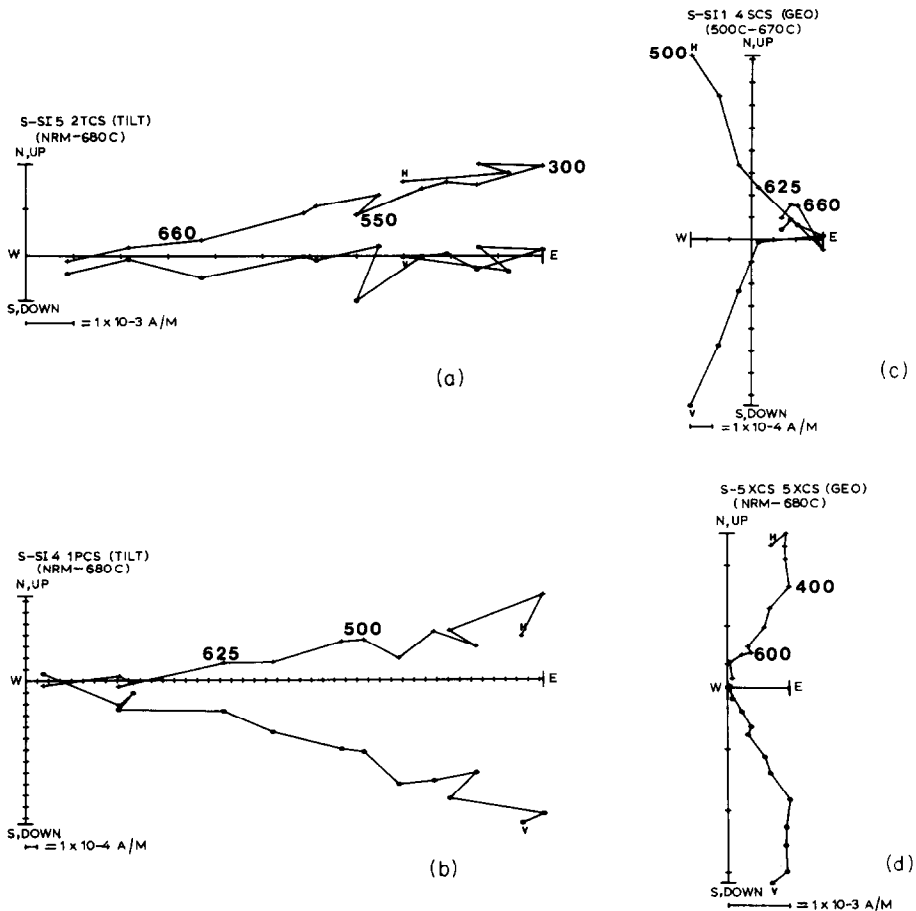 S-SI5 2TCS (TILT)
(NRM-680C)
N,UP
H
300
550
660
W
E
V
S,DOWN
= 1 x 10-3 A/M
(a)
S-SI4 1PCS (TILT)
(NRM-680C)
N,UP
H
500
625
W
E
S,DOWN
V
= 1 x 10-4 A/M
(b)
S-SI1 4SCS (GEO)
(500C-670C)
N,UP
500 H
625
660
W
E
V
S,DOWN
= 1 x 10-4 A/M
(c)
S-5XCS 5XCS (GEO)
(NRM-680C)
N,UP
H
400
600
W
E
S,DOWN
V
= 1 x 10-3 A/M
(d)